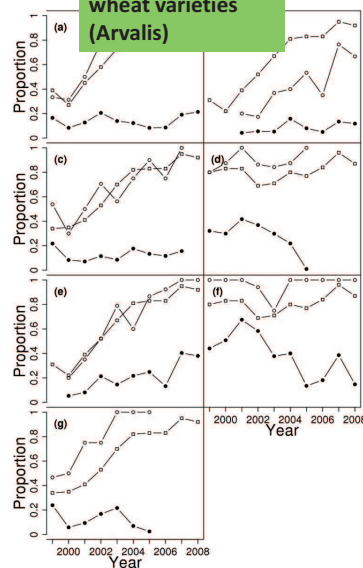 wheat varieties
(Arvalis)
(a)
Proportion
0 0.2 0.4 0.6 0.8 1
(c)
(d)
Proportion
0 0.2 0.4 0.6 0.8 1
(e)
(f)
Proportion
0 0.2 0.4 0.6 0.8 1
2000 2002 2004 2006 2008
Year
(g)
Proportion
0 0.2 0.4 0.6 0.8 1
2000 2002 2004 2006 2008
Year